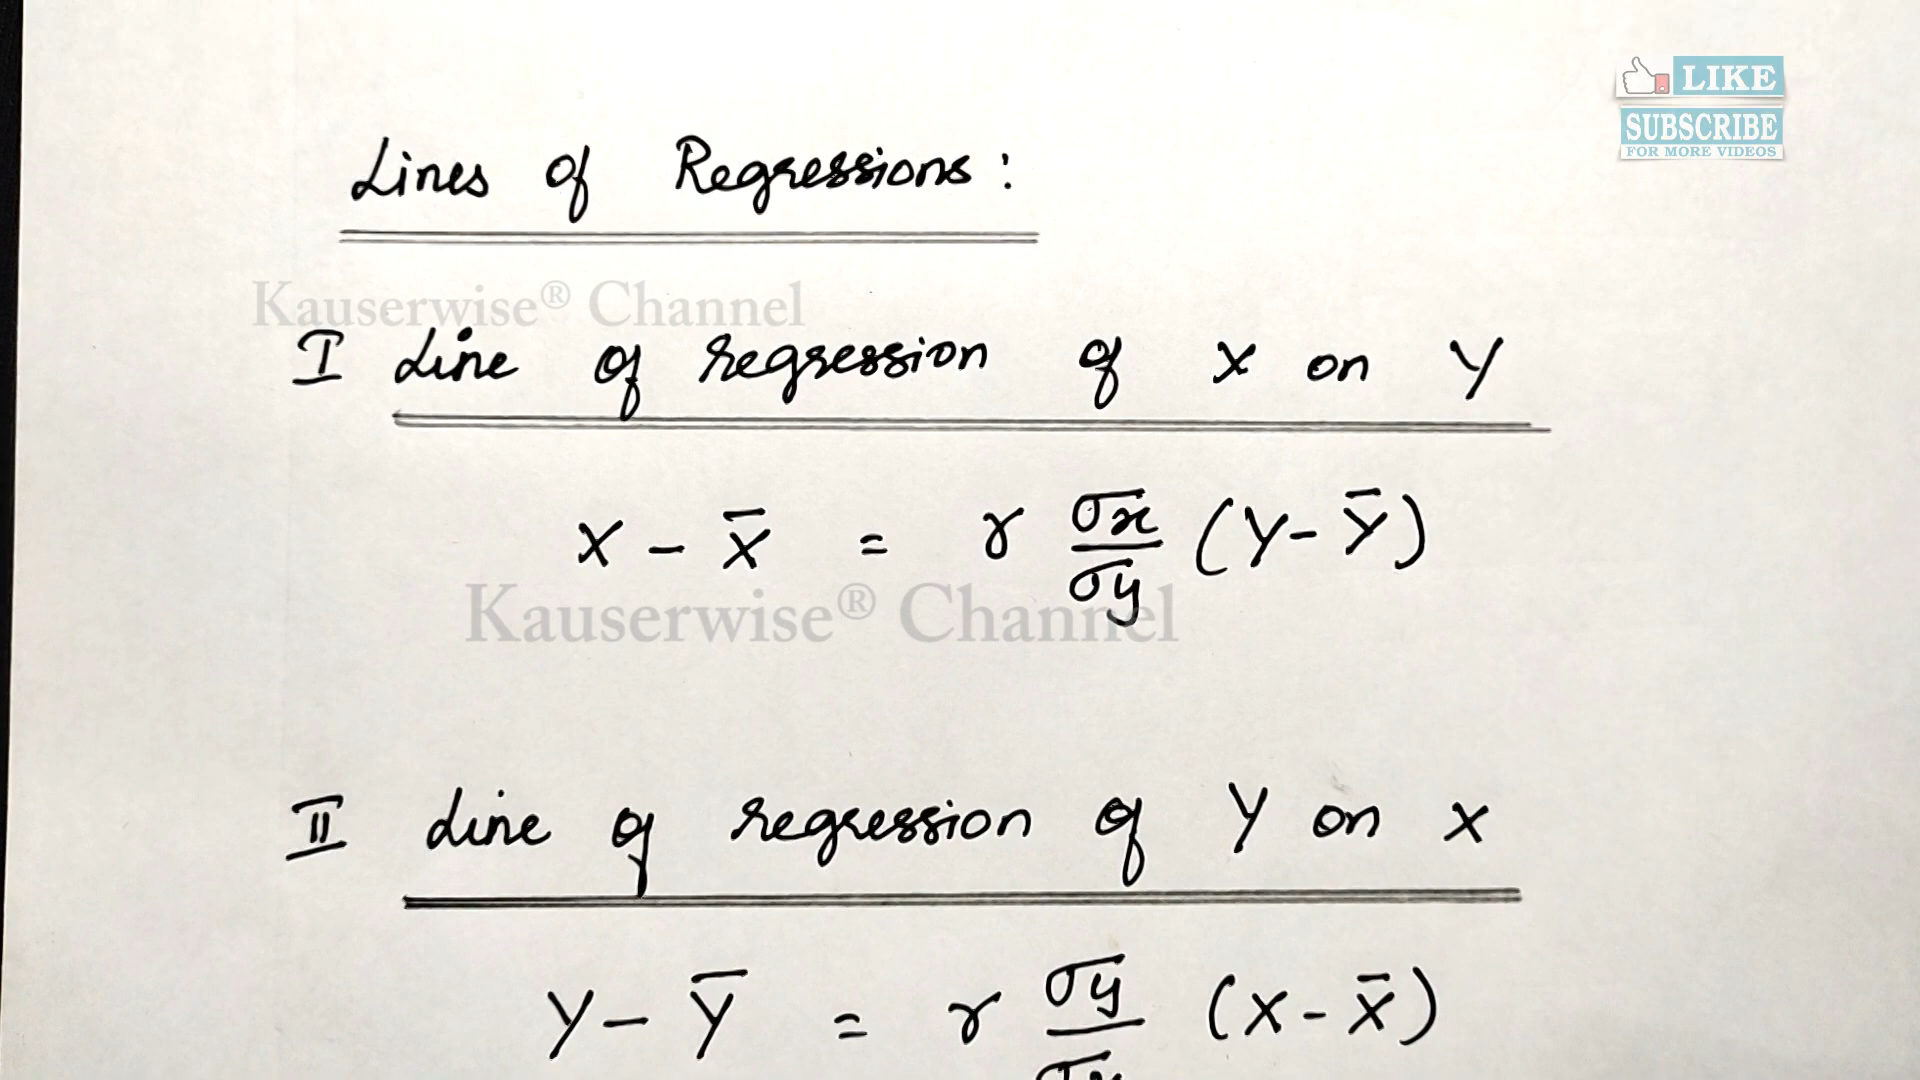 LIKE
SUBSCRIBE
FOR MORE VIDEOS
Lines of Regressions:
Kauserwise® Channel
I Line of regression of X on Y
X - X̄ = r σx/σy (Y - Ȳ)
Kauserwise® Channel
II Line of regression of Y on X
Y - Ȳ = r σy/σx (X - X̄)